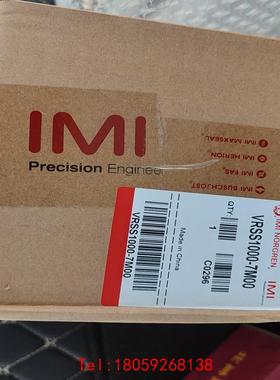 IMI
Precision Engineer
IMI MAXSEAL
IMI HERION
IMI FAS
IMI BUSCHJOST
IMI NORGREN
IMI
VRSS1000-7M00
QTY:
1
Made in China
C0296
VRSS1000-7M00
Tel:18059268138